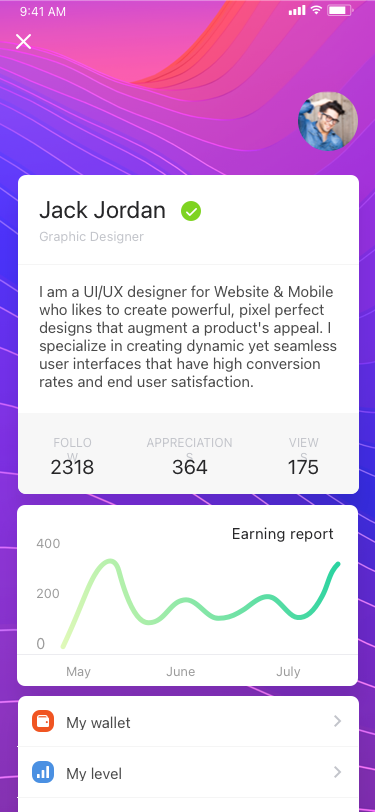 9:41 AM
Jack Jordan
Graphic Designer
I am a UI/UX designer for Website & Mobile
who likes to create powerful, pixel perfect
designs that augment a product's appeal. I
specialize in creating dynamic yet seamless
user interfaces that have high conversion
rates and end user satisfaction.
FOLLO
W
2318
APPRECIATION
S
364
VIEW
S
175
Earning report
400
200
0
May June July
My wallet
My level